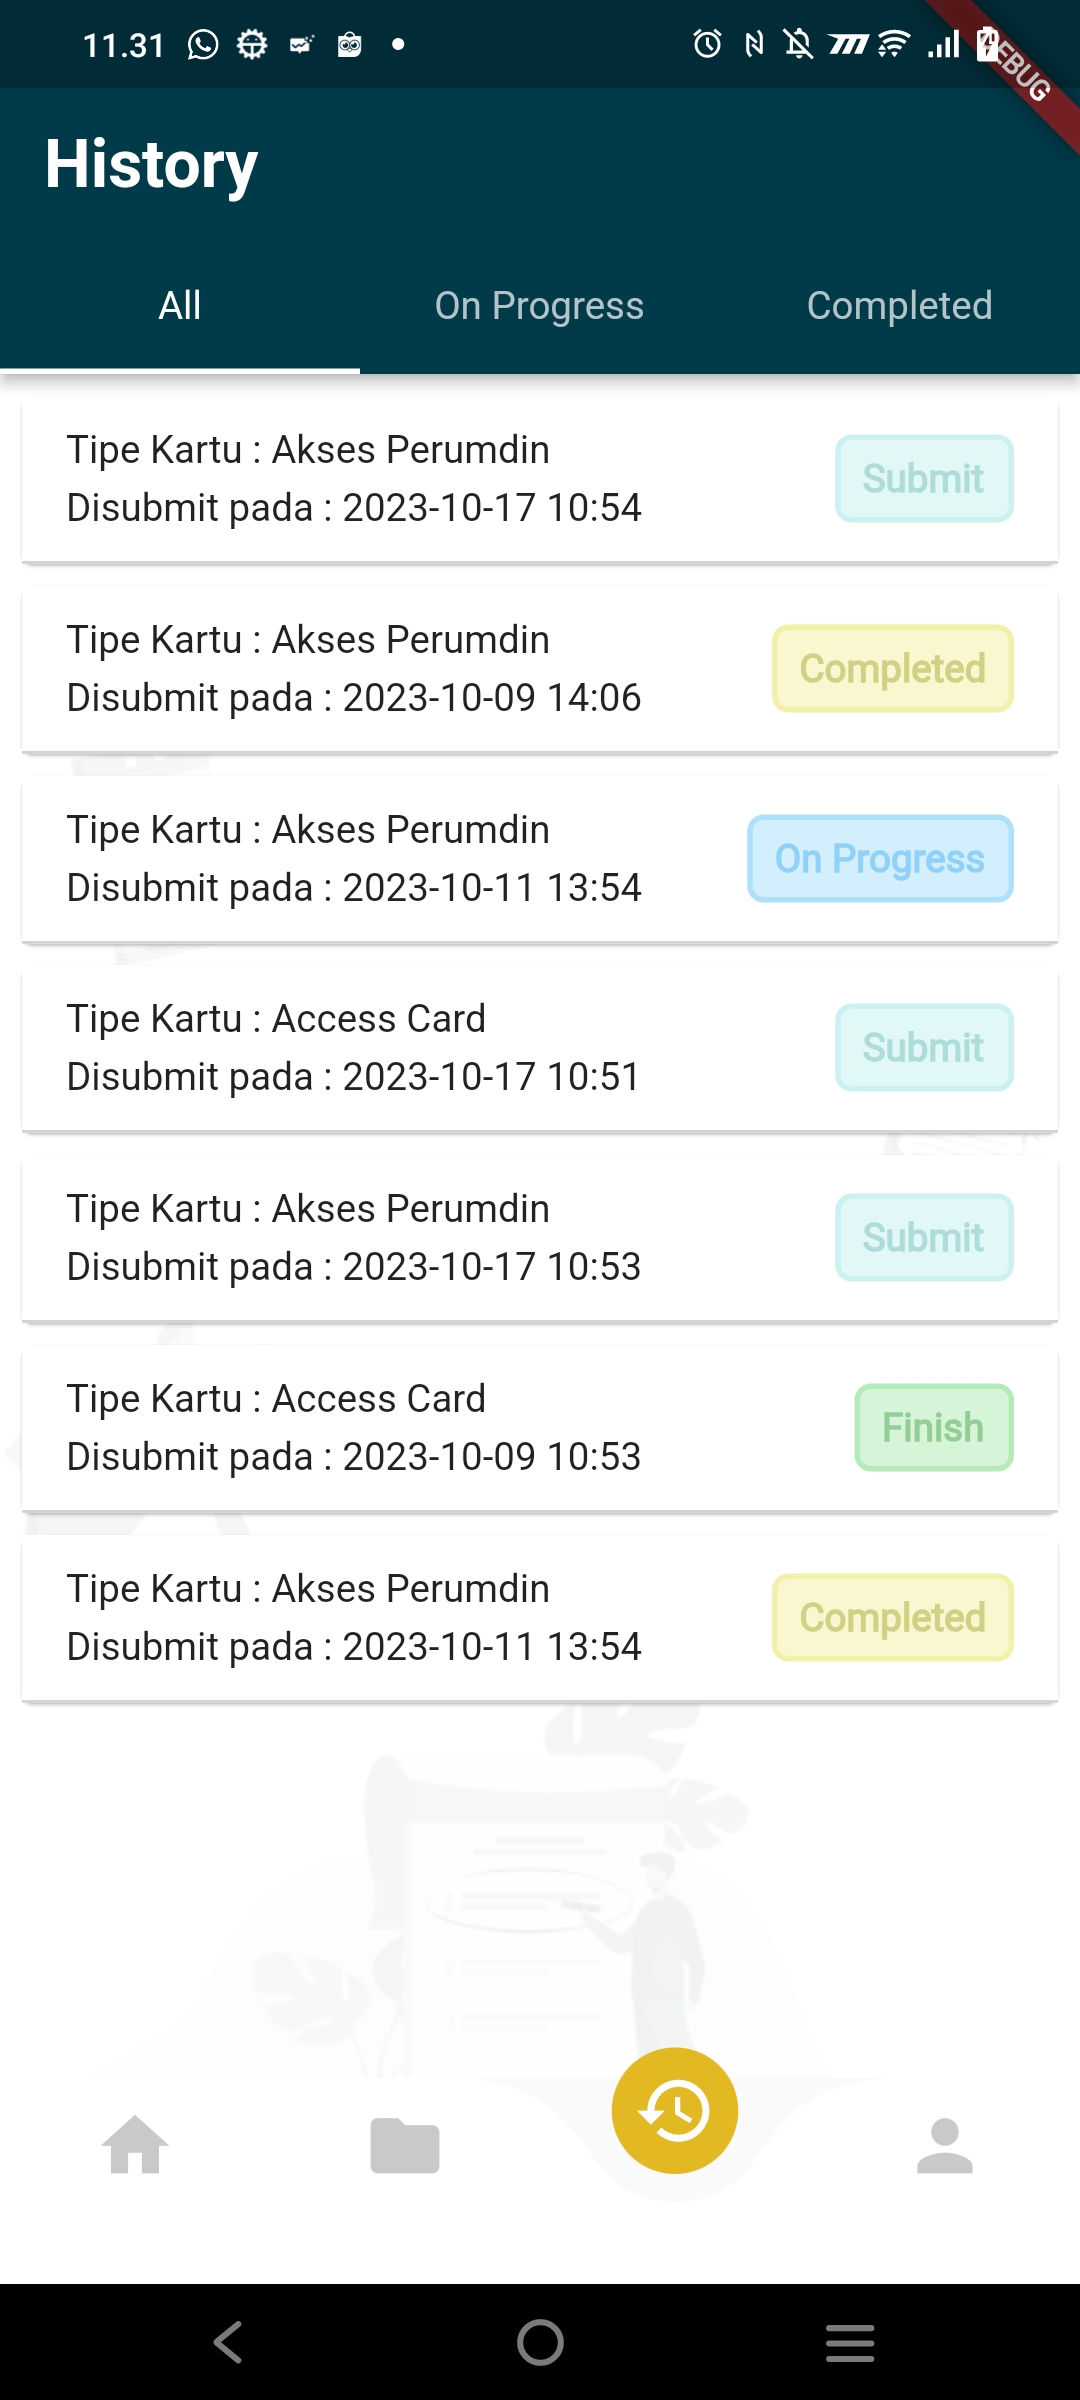 11.31
DEBUG
History
All
On Progress
Completed
Tipe Kartu : Akses Perumdin
Disubmit pada : 2023-10-17 10:54
Submit
Tipe Kartu : Akses Perumdin
Disubmit pada : 2023-10-09 14:06
Completed
Tipe Kartu : Akses Perumdin
Disubmit pada : 2023-10-11 13:54
On Progress
Tipe Kartu : Access Card
Disubmit pada : 2023-10-17 10:51
Submit
Tipe Kartu : Akses Perumdin
Disubmit pada : 2023-10-17 10:53
Submit
Tipe Kartu : Access Card
Disubmit pada : 2023-10-09 10:53
Finish
Tipe Kartu : Akses Perumdin
Disubmit pada : 2023-10-11 13:54
Completed
1
2
3